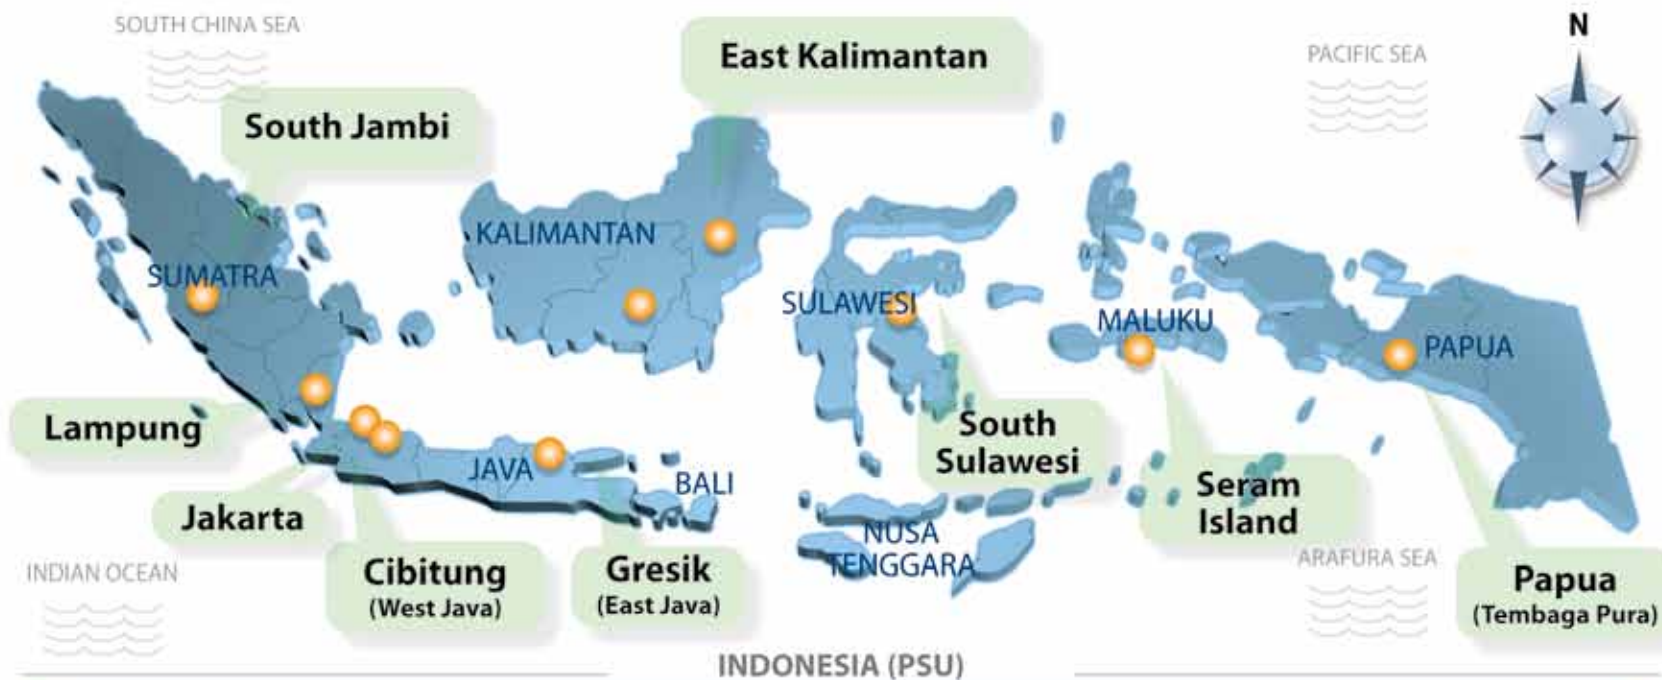 SOUTH CHINA SEA
East Kalimantan
N
PACIFIC SEA
South Jambi
KALIMANTAN
SUMATRA
SULAWESI
MALUKU
PAPUA
Lampung
South
Sulawesi
JAVA
BALI
Seram
Island
Jakarta
NUSA
TENGGARA
INDIAN OCEAN
Cibitung
(West Java)
Gresik
(East Java)
ARAFURA SEA
Papua
(Tembaga Pura)
INDONESIA (PSU)